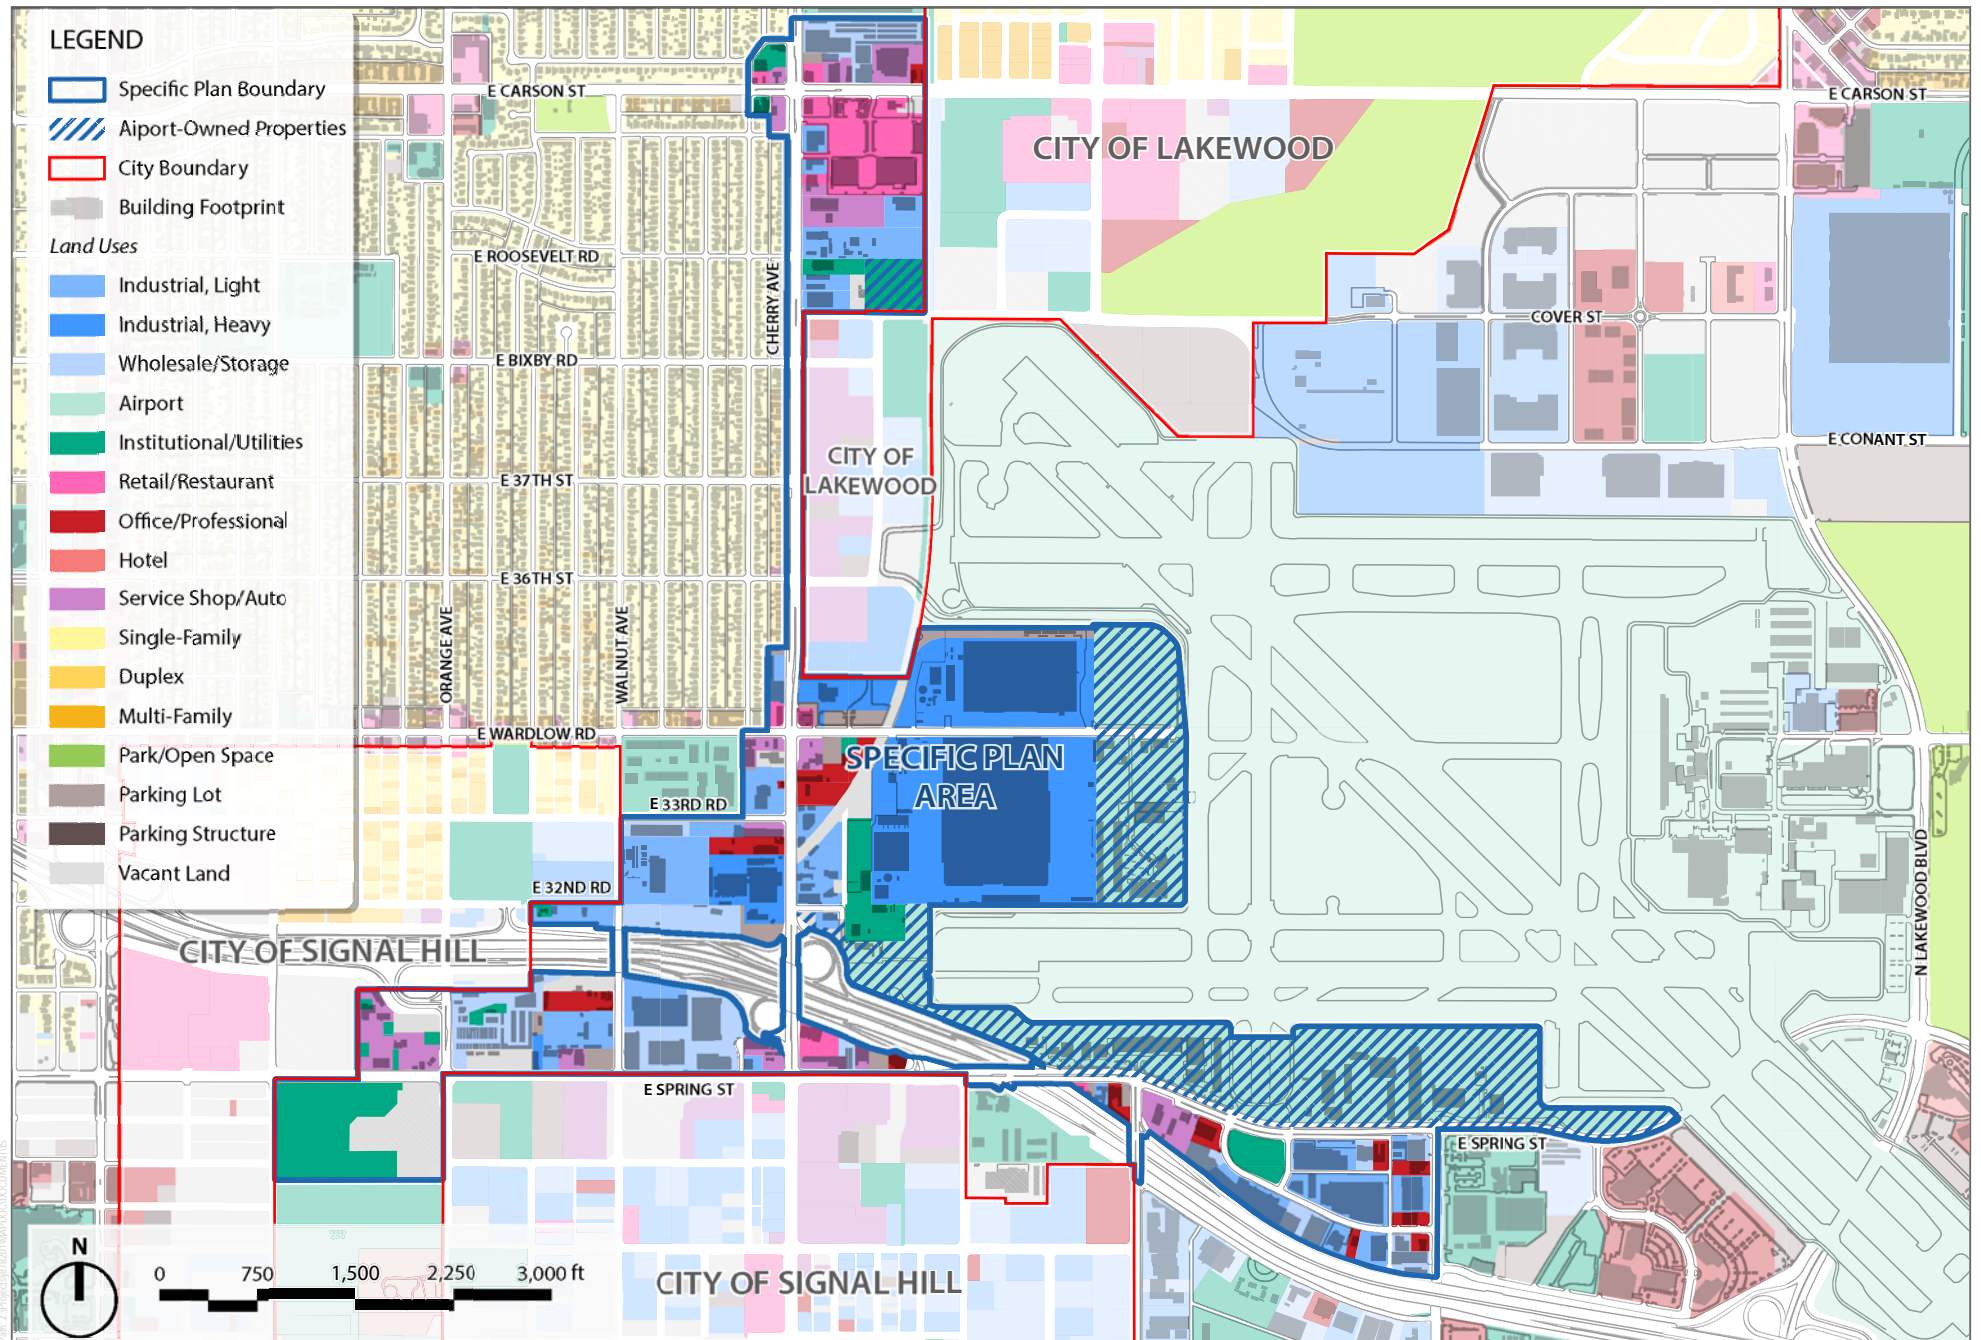 LEGEND
Specific Plan Boundary
Aiport-Owned Properties
City Boundary
Building Footprint
Land Uses
Industrial, Light
Industrial, Heavy
Wholesale/Storage
Airport
Institutional/Utilities
Retail/Restaurant
Office/Professional
Hotel
Service Shop/Auto
Single-Family
Duplex
Multi-Family
Park/Open Space
Parking Lot
Parking Structure
Vacant Land
E CARSON ST
E CARSON ST
CITY OF LAKEWOOD
E ROOSEVELT RD
CHERRY AVE
COVER ST
E BIXBY RD
E CONANT ST
CITY OF
LAKEWOOD
E 37TH ST
E 36TH ST
ORANGE AVE
WALNUT AVE
E WARDLOW RD
SPECIFIC PLAN
AREA
E 33RD RD
E 32ND RD
N LAKEWOOD BLVD
CITY OF SIGNAL HILL
E SPRING ST
E SPRING ST
CITY OF SIGNAL HILL
N
0 750 1,500 2,250 3,000 ft